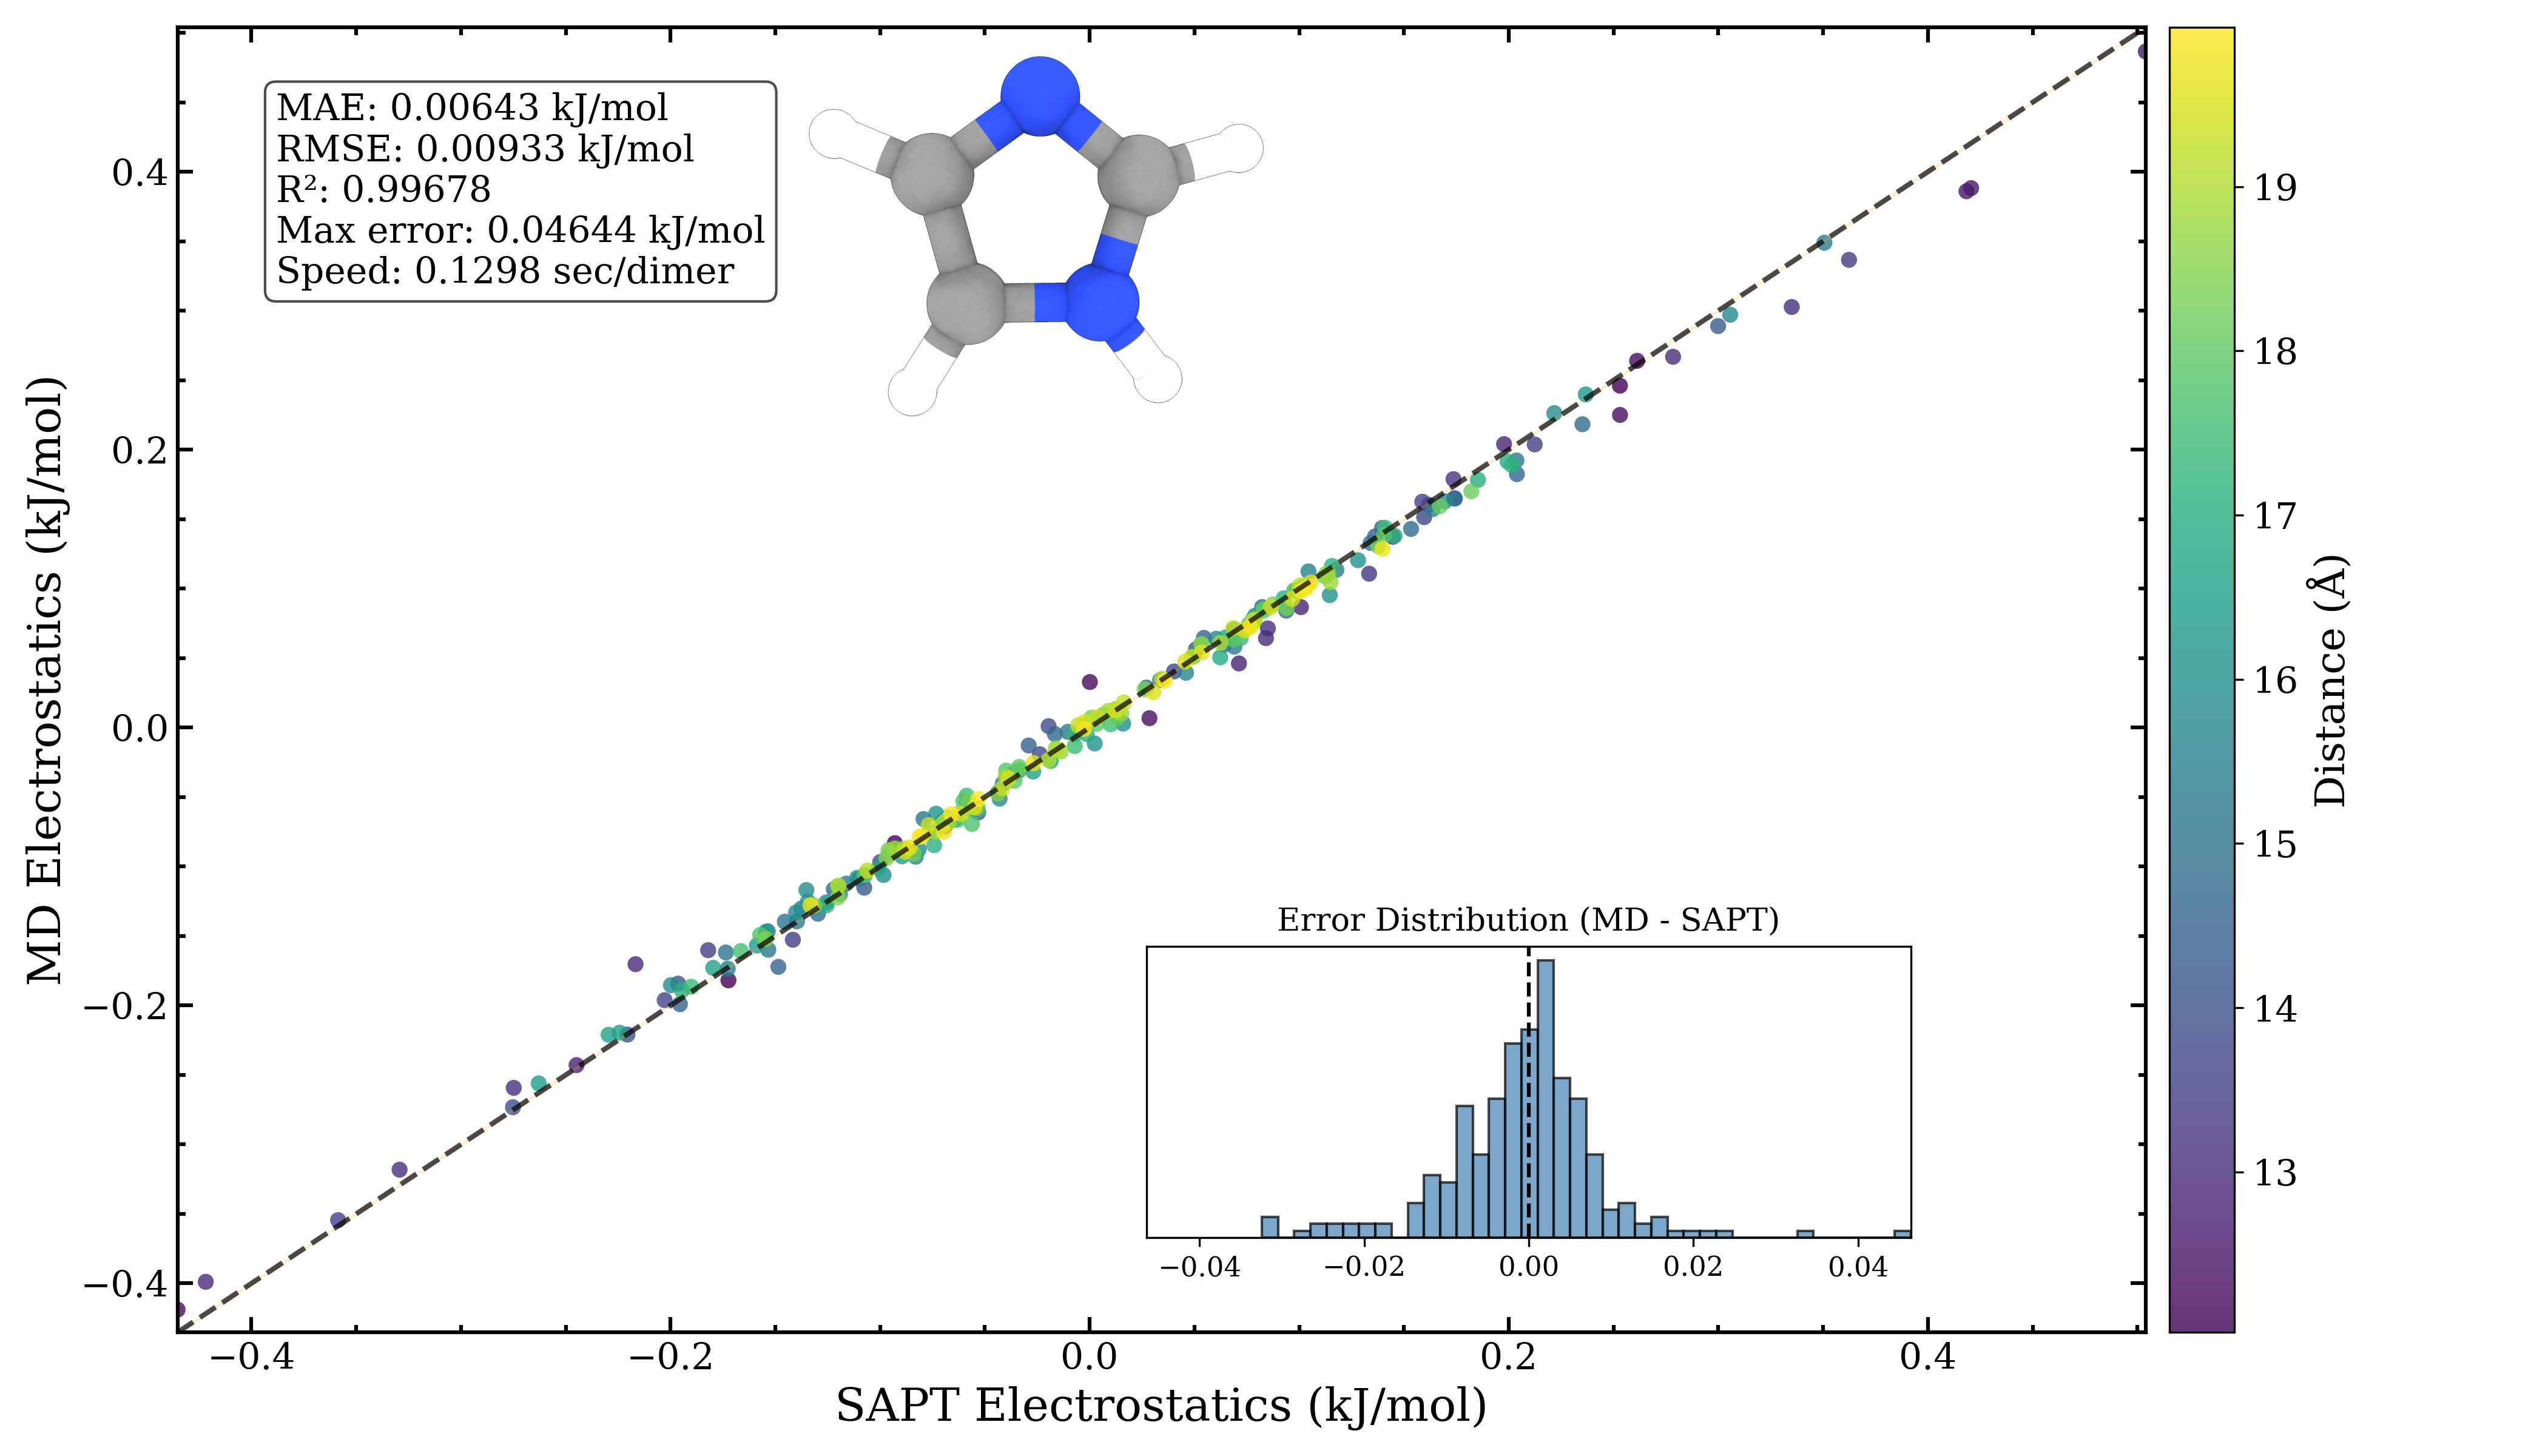 MAE: 0.00643 kJ/mol
RMSE: 0.00933 kJ/mol
R²: 0.99678
Max error: 0.04644 kJ/mol
Speed: 0.1298 sec/dimer
MD Electrostatics (kJ/mol)
0.4
0.2
0.0
−0.2
−0.4
Error Distribution (MD - SAPT)
−0.04 −0.02 0.00 0.02 0.04
−0.4 −0.2 0.0 0.2 0.4
SAPT Electrostatics (kJ/mol)
19
18
17
16
15
14
13
Distance (Å)